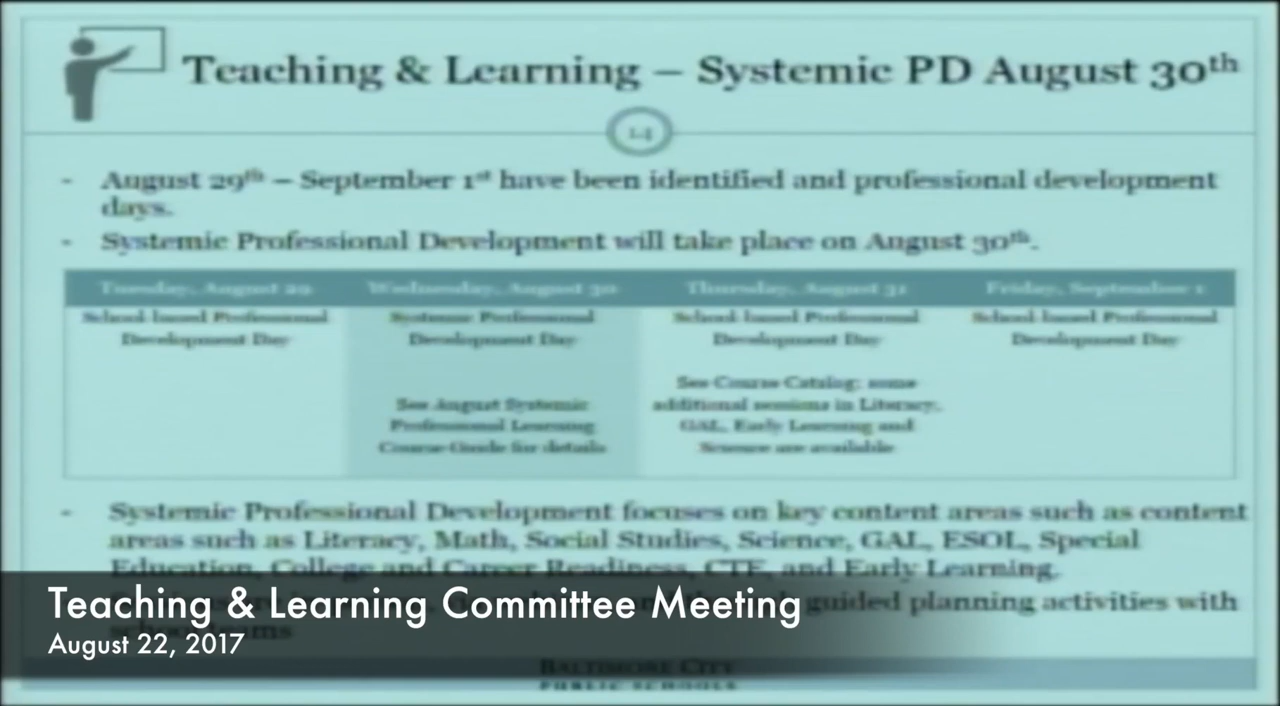 Teaching & Learning – Systemic PD August 30th
14
- August 29th – September 1st have been identified and professional development
days.
- Systemic Professional Development will take place on August 30th.
Tuesday, August 29
Wednesday, August 30
Thursday, August 31
Friday, September 1
School-based Professional
Development Day
Systemic Professional
Development Day
See August Systemic
Professional Learning
Course Guide for details
School-based Professional
Development Day
See Course Catalog; some
additional sessions in Literacy,
GAL, Early Learning and
Science are available
School-based Professional
Development Day
- Systemic Professional Development focuses on key content areas such as content
areas such as Literacy, Math, Social Studies, Science, GAL, ESOL, Special
Education, College and Career Readiness, CTE, and Early Learning.
guided planning activities with
Teaching & Learning Committee Meeting
August 22, 2017
BALTIMORE CITY
PUBLIC SCHOOLS